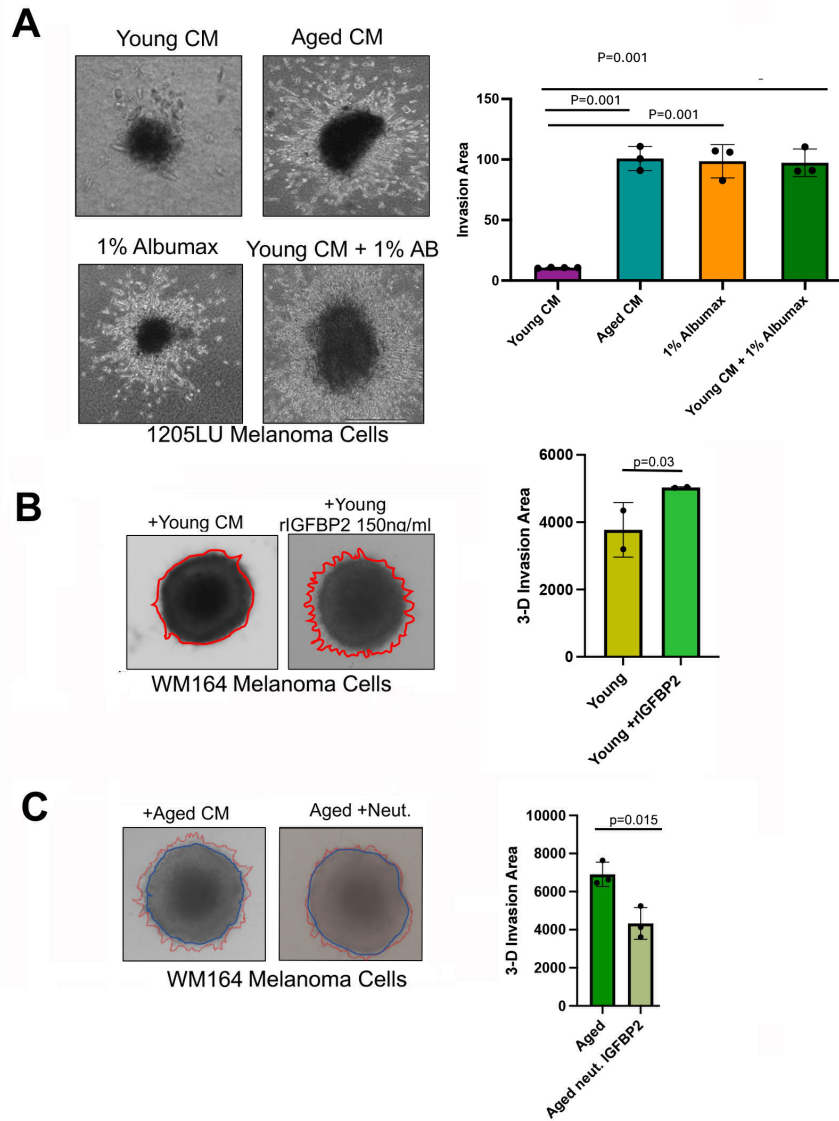 A
Young CM
Aged CM
1% Albumax
Young CM + 1% AB
1205LU Melanoma Cells
P=0.001
P=0.001
P=0.001
Invasion Area
150
100
50
0
Young CM
Aged CM
1% Albumax
Young CM + 1% Albumax
B
+Young CM
+Young
rIGFBP2 150ng/ml
WM164 Melanoma Cells
p=0.03
3-D Invasion Area
6000
4000
2000
0
Young
Young +rIGFBP2
C
+Aged CM
Aged +Neut.
WM164 Melanoma Cells
p=0.015
3-D Invasion Area
10000
8000
6000
4000
2000
0
Aged
Aged neut. IGFBP2